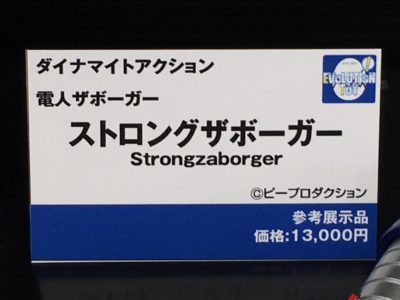 ダイナマイトアクション
EVOLUTION
TOY
電人ザボーガー
ストロングザボーガー
Strongzaborger
©ピープロダクション
参考展示品
価格:13,000円